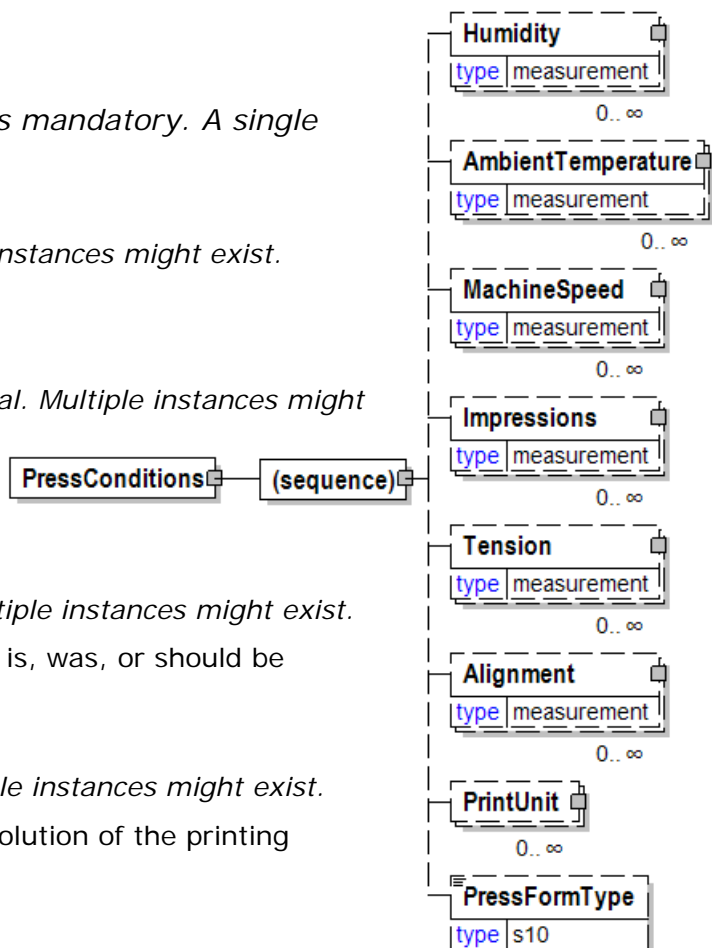 s mandatory. A single
nstances might exist.
al. Multiple instances might
tiple instances might exist.
is, was, or should be
le instances might exist.
solution of the printing
PressConditions
(sequence)
Humidity
type measurement
0.. ∞
AmbientTemperature
type measurement
0.. ∞
MachineSpeed
type measurement
0.. ∞
Impressions
type measurement
0.. ∞
Tension
type measurement
0.. ∞
Alignment
type measurement
0.. ∞
PrintUnit
0.. ∞
PressFormType
type s10